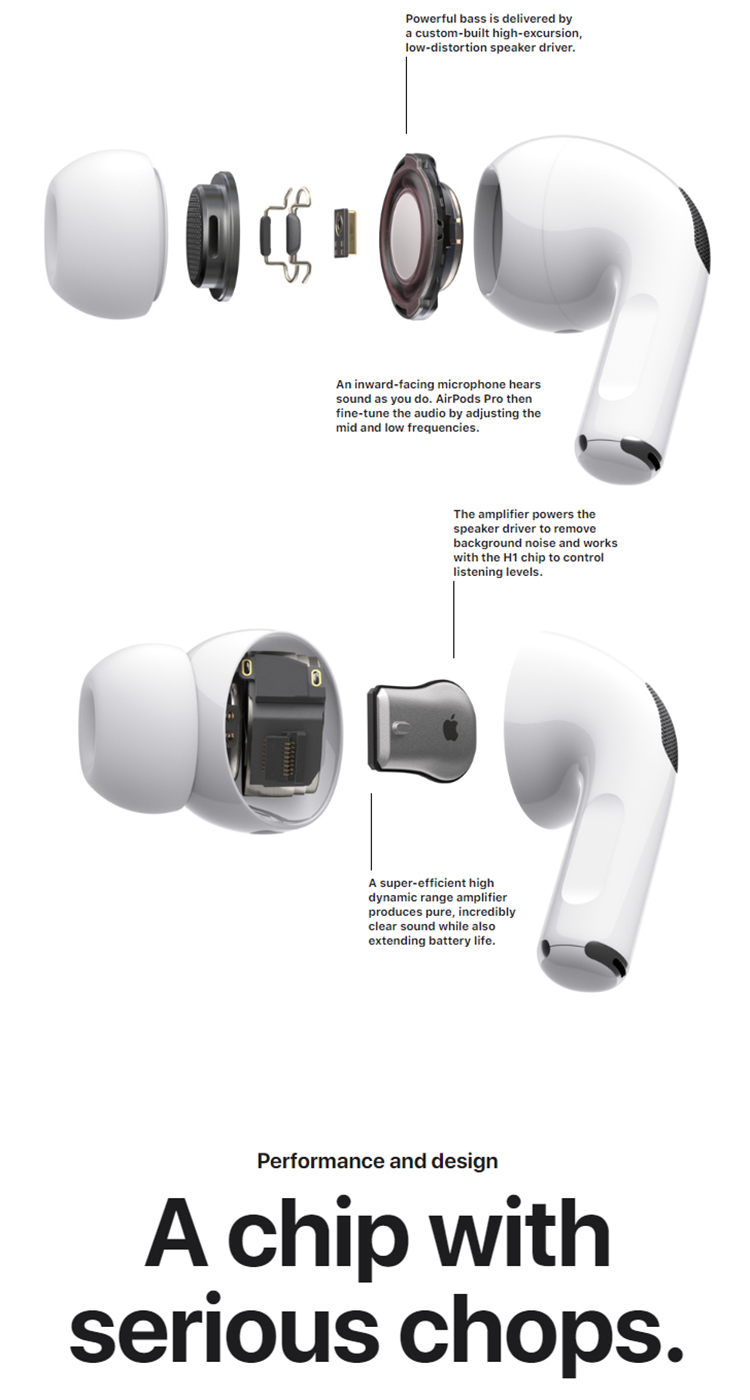 Powerful bass is delivered by
a custom-built high-excursion,
low-distortion speaker driver.
An inward-facing microphone hears
sound as you do. AirPods Pro then
fine-tune the audio by adjusting the
mid and low frequencies.
The amplifier powers the
speaker driver to remove
background noise and works
with the H1 chip to control
listening levels.
A super-efficient high
dynamic range amplifier
produces pure, incredibly
clear sound while also
extending battery life.
Performance and design
A chip with
serious chops.